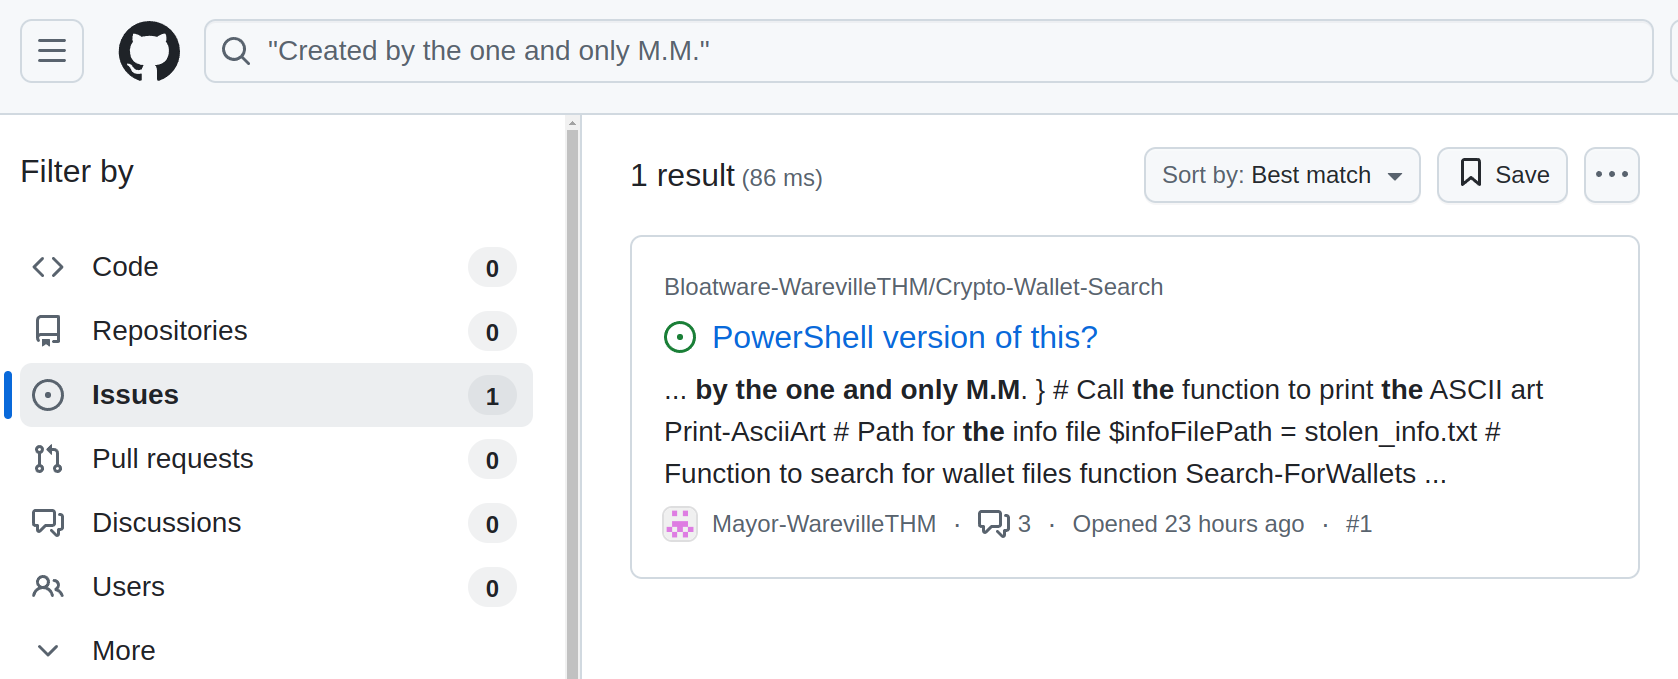 "Created by the one and only M.M."
Filter by
Code 0
Repositories 0
Issues 1
Pull requests 0
Discussions 0
Users 0
More
1 result (86 ms)
Sort by: Best match
Save
Bloatware-WarevilleTHM/Crypto-Wallet-Search
PowerShell version of this?
... by the one and only M.M. } # Call the function to print the ASCII art
Print-AsciiArt # Path for the info file $infoFilePath = stolen_info.txt #
Function to search for wallet files function Search-ForWallets ...
Mayor-WarevilleTHM · 3 · Opened 23 hours ago · #1